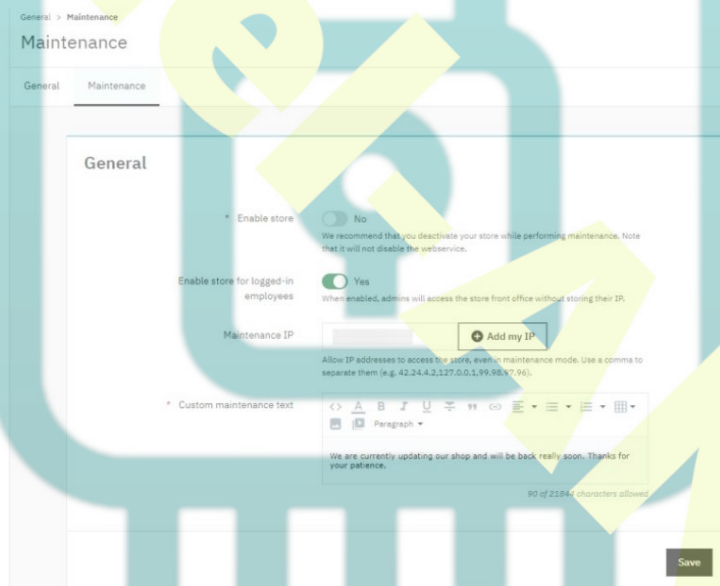 General > Maintenance
Maintenance
General Maintenance
General
* Enable store No
We recommend that you deactivate your store while performing maintenance. Note
that it will not disable the webservice.
Enable store for logged-in
employees
Yes
When enabled, admins will access the store front office without storing their IP.
Maintenance IP
Add my IP
Allow IP addresses to access the store, even in maintenance mode. Use a comma to
separate them (e.g. 42.24.4.2,127.0.0.1,99.98.97.96).
* Custom maintenance text
Paragraph
We are currently updating our shop and will be back really soon. Thanks for
your patience.
90 of 21844 characters allowed
Save